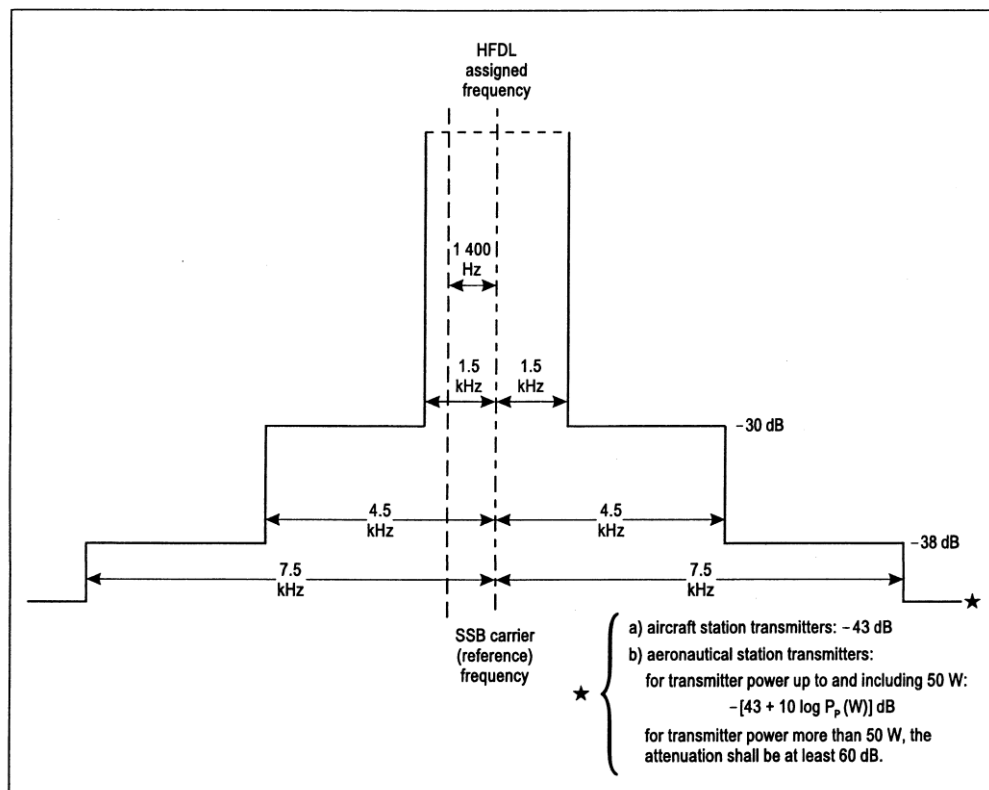 HFDL
assigned
frequency
1 400
Hz
1.5
kHz
1.5
kHz
–30 dB
4.5
kHz
4.5
kHz
–38 dB
7.5
kHz
7.5
kHz
★
SSB carrier
(reference)
frequency
★
a) aircraft station transmitters: –43 dB
b) aeronautical station transmitters:
for transmitter power up to and including 50 W:
–[43 + 10 log Pₚ (W)] dB
for transmitter power more than 50 W, the
attenuation shall be at least 60 dB.